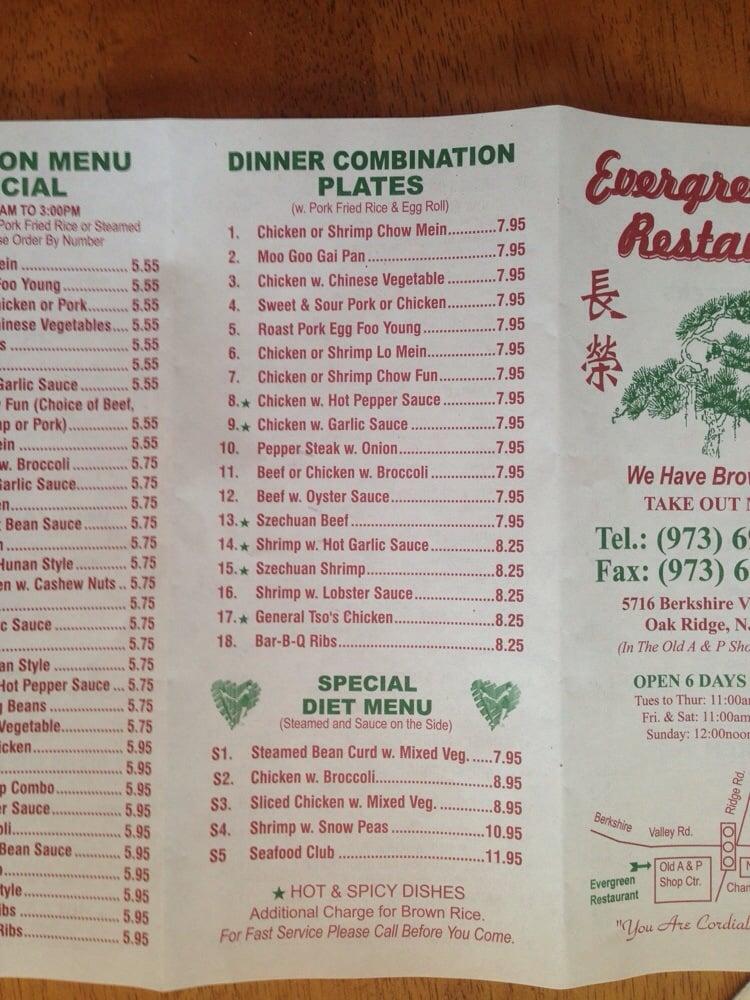 ON MENU
CIAL
AM TO 3:00PM
Pork Fried Rice or Steamed
se Order By Number
ein ........ 5.55
Foo Young ........ 5.55
hicken or Pork.... 5.55
hinese Vegetables.... 5.55
s ........ 5.55
........ 5.55
Garlic Sauce ........ 5.55
Fun (Choice of Beef,
p or Pork)........ 5.55
ein ........ 5.55
w. Broccoli ........ 5.75
Garlic Sauce........ 5.75
en........ 5.75
Bean Sauce ........ 5.75
........ 5.75
Hunan Style ........ 5.75
en w. Cashew Nuts .. 5.75
........ 5.75
c Sauce ........ 5.75
........ 5.75
an Style ........ 5.75
Hot Pepper Sauce ... 5.75
g Beans ........ 5.75
Vegetable........ 5.75
icken........ 5.95
........ 5.95
p Combo........ 5.95
er Sauce........ 5.95
oli........ 5.95
Bean Sauce ........ 5.95
........ 5.95
tyle ........ 5.95
ibs ........ 5.95
Ribs........ 5.95
DINNER COMBINATION
PLATES
(w. Pork Fried Rice & Egg Roll)
1. Chicken or Shrimp Chow Mein............7.95
2. Moo Goo Gai Pan ........7.95
3. Chicken w. Chinese Vegetable ............7.95
4. Sweet & Sour Pork or Chicken............7.95
5. Roast Pork Egg Foo Young ........7.95
6. Chicken or Shrimp Lo Mein........7.95
7. Chicken or Shrimp Chow Fun........7.95
8.★ Chicken w. Hot Pepper Sauce ........7.95
9.★ Chicken w. Garlic Sauce ........7.95
10. Pepper Steak w. Onion........7.95
11. Beef or Chicken w. Broccoli ........7.95
12. Beef w. Oyster Sauce........7.95
13.★ Szechuan Beef........7.95
14.★ Shrimp w. Hot Garlic Sauce ........8.25
15.★ Szechuan Shrimp........8.25
16. Shrimp w. Lobster Sauce ........8.25
17.★ General Tso's Chicken........8.25
18. Bar-B-Q Ribs........8.25
SPECIAL
DIET MENU
(Steamed and Sauce on the Side)
S1. Steamed Bean Curd w. Mixed Veg. .....7.95
S2. Chicken w. Broccoli........8.95
S3. Sliced Chicken w. Mixed Veg. ........8.95
S4. Shrimp w. Snow Peas ........10.95
S5 Seafood Club ........11.95
★ HOT & SPICY DISHES
Additional Charge for Brown Rice.
For Fast Service Please Call Before You Come.
Evergre
Resta
長
榮
We Have Brow
TAKE OUT
Tel.: (973) 6
Fax: (973) 6
5716 Berkshire V
Oak Ridge, N
(In The Old A & P Sho
OPEN 6 DAYS
Tues to Thur: 11:00a
Fri. & Sat: 11:00am
Sunday: 12:00noon
Ridge Rd.
Berkshire Valley Rd.
Evergreen
Restaurant
Old A & P
Shop Ctr.
Chan
"You Are Cordial